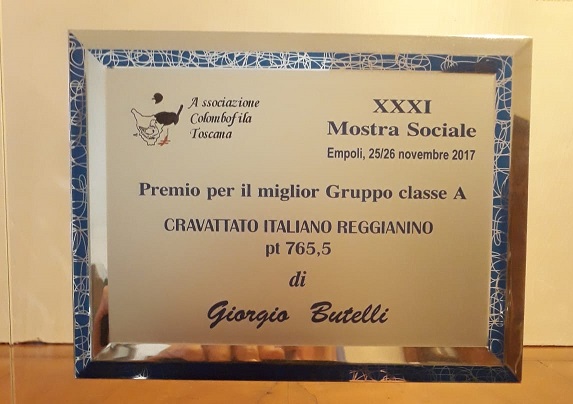 Associazione
Colombofila
Toscana
XXXI
Mostra Sociale
Empoli, 25/26 novembre 2017
Premio per il miglior Gruppo classe A
CRAVATTATO ITALIANO REGGIANINO
pt 765,5
di
Giorgio Butelli